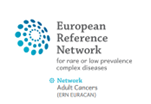 European
Reference
Network
for rare or low prevalence
complex diseases
Network
Adult Cancers
(ERN EURACAN)